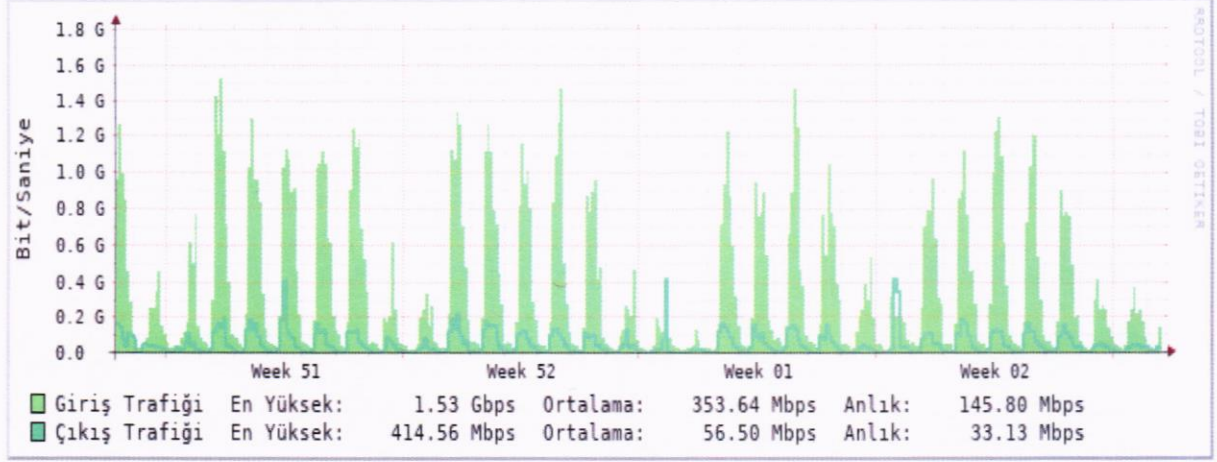 RRDTOOL / TOBI OETIKER
Bit/Saniye
1.8 G
1.6 G
1.4 G
1.2 G
1.0 G
0.8 G
0.6 G
0.4 G
0.2 G
0.0
Week 51 Week 52 Week 01 Week 02
Giriş Trafiği En Yüksek: 1.53 Gbps Ortalama: 353.64 Mbps Anlık: 145.80 Mbps
Çıkış Trafiği En Yüksek: 414.56 Mbps Ortalama: 56.50 Mbps Anlık: 33.13 Mbps